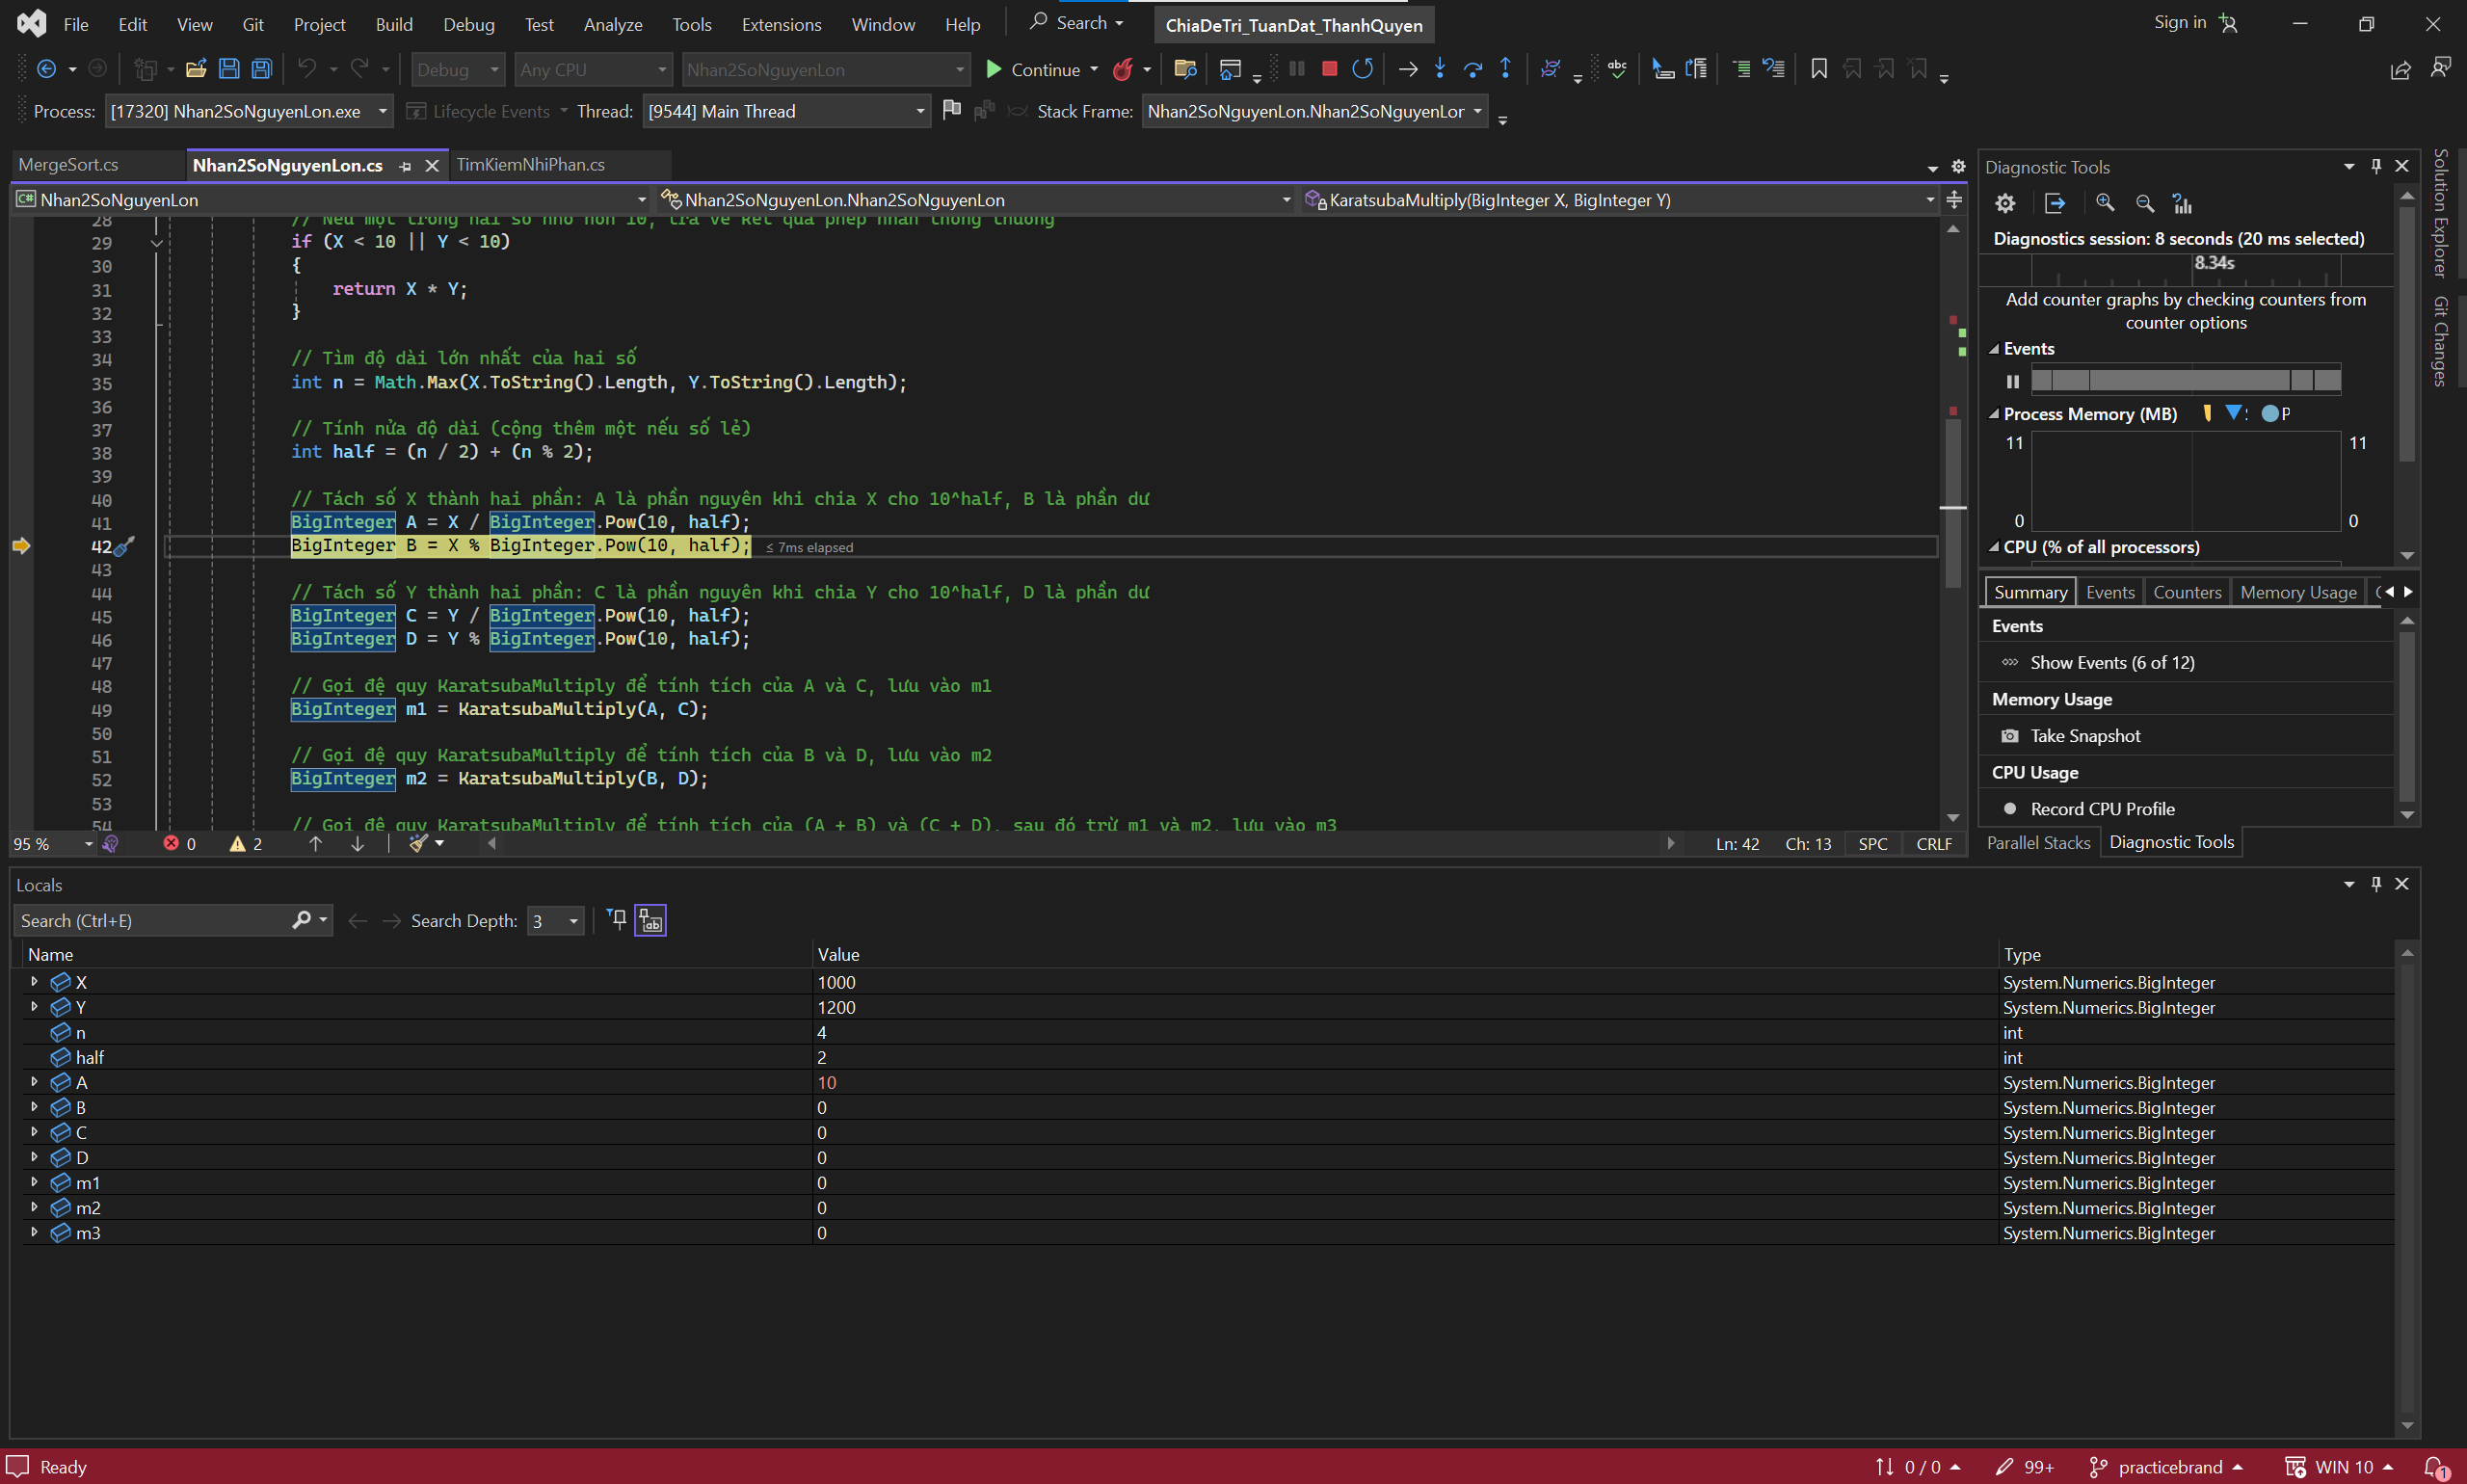 File Edit View Git Project Build Debug Test Analyze Tools Extensions Window Help Search ChiaDeTri_TuanDat_ThanhQuyen Sign in
Debug Any CPU Nhan2SoNguyenLon Continue
Process: [17320] Nhan2SoNguyenLon.exe Lifecycle Events Thread: [9544] Main Thread Stack Frame: Nhan2SoNguyenLon.Nhan2SoNguyenLor
MergeSort.cs Nhan2SoNguyenLon.cs TimKiemNhiPhan.cs
Nhan2SoNguyenLon Nhan2SoNguyenLon.Nhan2SoNguyenLon KaratsubaMultiply(BigInteger X, BigInteger Y)
28 // Nếu một trong hai số nhỏ hơn 10, trả về kết quả phép nhân thông thường
29 if (X < 10 || Y < 10)
30 {
31 return X * Y;
32 }
33
34 // Tìm độ dài lớn nhất của hai số
35 int n = Math.Max(X.ToString().Length, Y.ToString().Length);
36
37 // Tính nửa độ dài (cộng thêm một nếu số lẻ)
38 int half = (n / 2) + (n % 2);
39
40 // Tách số X thành hai phần: A là phần nguyên khi chia X cho 10^half, B là phần dư
41 BigInteger A = X / BigInteger.Pow(10, half);
42 BigInteger B = X % BigInteger.Pow(10, half); ≤ 7ms elapsed
43
44 // Tách số Y thành hai phần: C là phần nguyên khi chia Y cho 10^half, D là phần dư
45 BigInteger C = Y / BigInteger.Pow(10, half);
46 BigInteger D = Y % BigInteger.Pow(10, half);
47
48 // Gọi đệ quy KaratsubaMultiply để tính tích của A và C, lưu vào m1
49 BigInteger m1 = KaratsubaMultiply(A, C);
50
51 // Gọi đệ quy KaratsubaMultiply để tính tích của B và D, lưu vào m2
52 BigInteger m2 = KaratsubaMultiply(B, D);
53
54 // Gọi đệ quy KaratsubaMultiply để tính tích của (A + B) và (C + D), sau đó trừ m1 và m2, lưu vào m3
95 % 0 2 Ln: 42 Ch: 13 SPC CRLF
Diagnostic Tools
Diagnostics session: 8 seconds (20 ms selected)
8.34s
Add counter graphs by checking counters from
counter options
Events
Process Memory (MB) P
11 11
0 0
CPU (% of all processors)
Summary Events Counters Memory Usage
Events
Show Events (6 of 12)
Memory Usage
Take Snapshot
CPU Usage
Record CPU Profile
Parallel Stacks Diagnostic Tools
Solution Explorer
Git Changes
Locals
Search (Ctrl+E) Search Depth: 3
Name Value Type
X 1000 System.Numerics.BigInteger
Y 1200 System.Numerics.BigInteger
n 4 int
half 2 int
A 10 System.Numerics.BigInteger
B 0 System.Numerics.BigInteger
C 0 System.Numerics.BigInteger
D 0 System.Numerics.BigInteger
m1 0 System.Numerics.BigInteger
m2 0 System.Numerics.BigInteger
m3 0 System.Numerics.BigInteger
Ready 0 / 0 99+ practicebrand WIN 10 1